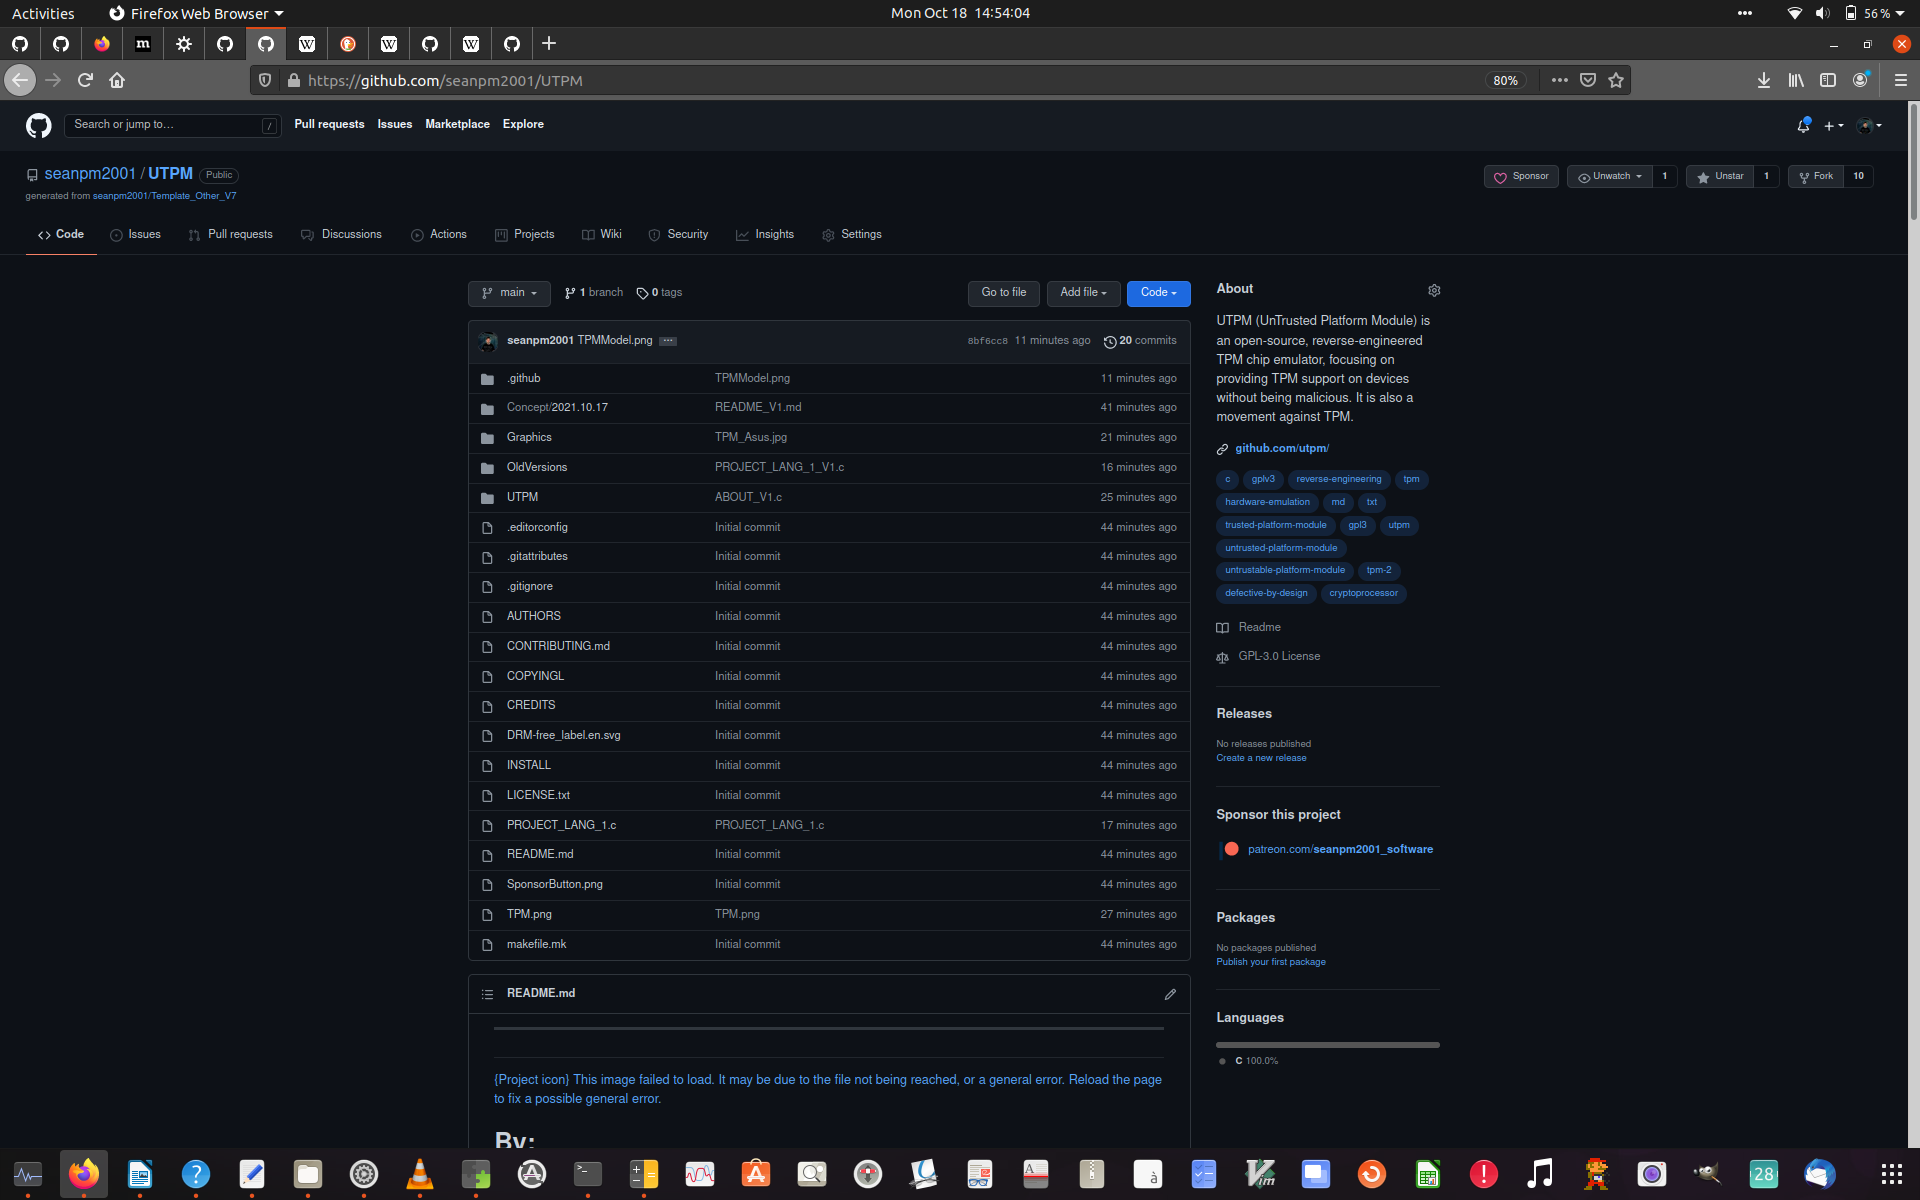 Activities
Firefox Web Browser
Mon Oct 18 14:54:04
56 %
https://github.com/seanpm2001/UTPM
80%
Search or jump to…
/
Pull requests
Issues
Marketplace
Explore
seanpm2001 / UTPM
Public
generated from seanpm2001/Template_Other_V7
Sponsor
Unwatch
1
Unstar
1
Fork
10
Code
Issues
Pull requests
Discussions
Actions
Projects
Wiki
Security
Insights
Settings
main
1 branch
0 tags
Go to file
Add file
Code
seanpm2001 TPMModel.png
8bf6cc8 11 minutes ago
20 commits
.github TPMModel.png 11 minutes ago
Concept/2021.10.17 README_V1.md 41 minutes ago
Graphics TPM_Asus.jpg 21 minutes ago
OldVersions PROJECT_LANG_1_V1.c 16 minutes ago
UTPM ABOUT_V1.c 25 minutes ago
.editorconfig Initial commit 44 minutes ago
.gitattributes Initial commit 44 minutes ago
.gitignore Initial commit 44 minutes ago
AUTHORS Initial commit 44 minutes ago
CONTRIBUTING.md Initial commit 44 minutes ago
COPYINGL Initial commit 44 minutes ago
CREDITS Initial commit 44 minutes ago
DRM-free_label.en.svg Initial commit 44 minutes ago
INSTALL Initial commit 44 minutes ago
LICENSE.txt Initial commit 44 minutes ago
PROJECT_LANG_1.c PROJECT_LANG_1.c 17 minutes ago
README.md Initial commit 44 minutes ago
SponsorButton.png Initial commit 44 minutes ago
TPM.png TPM.png 27 minutes ago
makefile.mk Initial commit 44 minutes ago
README.md
{Project icon} This image failed to load. It may be due to the file not being reached, or a general error. Reload the page
to fix a possible general error.
By:
About
UTPM (UnTrusted Platform Module) is
an open-source, reverse-engineered
TPM chip emulator, focusing on
providing TPM support on devices
without being malicious. It is also a
movement against TPM.
github.com/utpm/
c gplv3 reverse-engineering tpm
hardware-emulation md txt
trusted-platform-module gpl3 utpm
untrusted-platform-module
untrustable-platform-module tpm-2
defective-by-design cryptoprocessor
Readme
GPL-3.0 License
Releases
No releases published
Create a new release
Sponsor this project
patreon.com/seanpm2001_software
Packages
No packages published
Publish your first package
Languages
C 100.0%
28